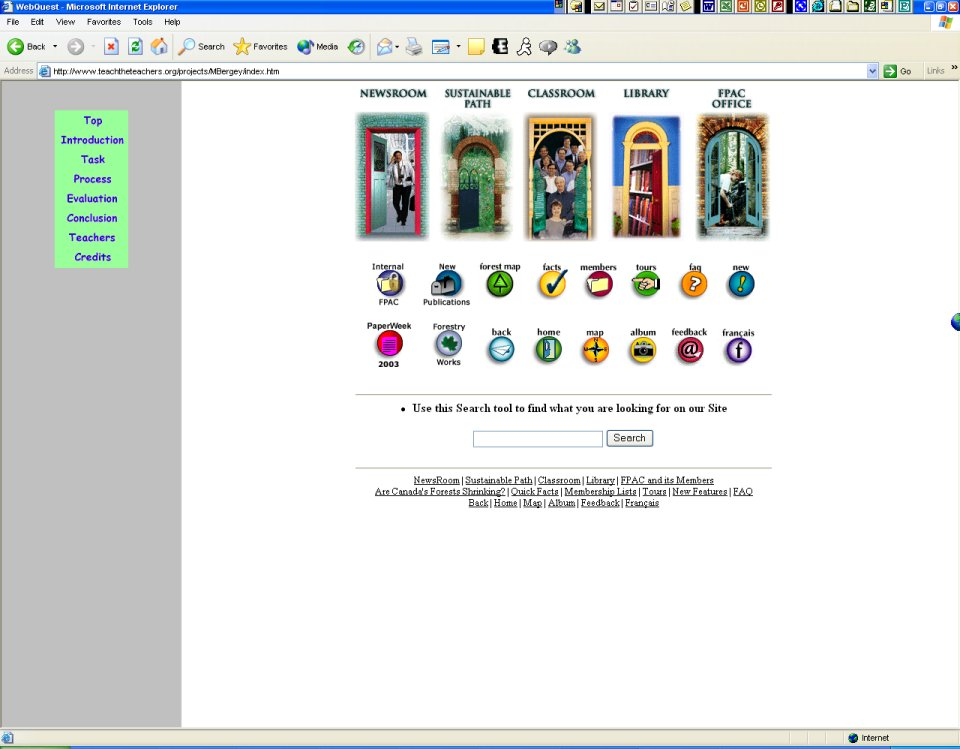 WebQuest - Microsoft Internet Explorer
File Edit View Favorites Tools Help
Back Search Favorites Media
Address http://www.teachtheteachers.org/projects/MBergey/index.htm Go Links »
Top
Introduction
Task
Process
Evaluation
Conclusion
Teachers
Credits
NEWSROOM SUSTAINABLE PATH CLASSROOM LIBRARY FPAC OFFICE
Internal FPAC New Publications forest map facts members tours faq new
PaperWeek 2003 Forestry Works back home map album feedback français
• Use this Search tool to find what you are looking for on our Site
Search
NewsRoom | Sustainable Path | Classroom | Library | FPAC and its Members
Are Canada's Forests Shrinking? | Quick Facts | Membership Lists | Tours | New Features | FAQ
Back | Home | Map | Album | Feedback | Français
Internet